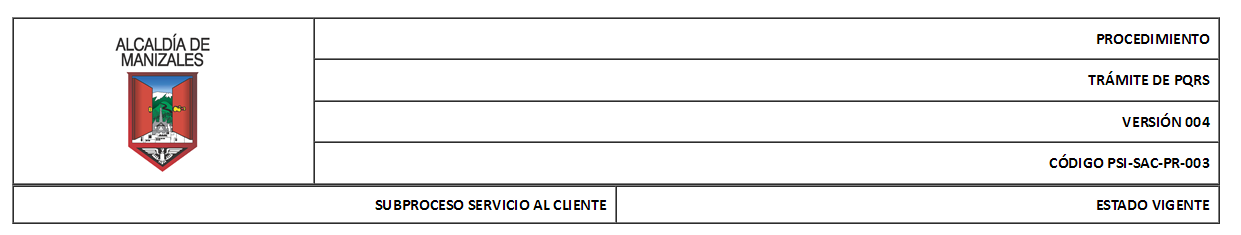 ALCALDÍA DE
MANIZALES
PROCEDIMIENTO
TRÁMITE DE PQRS
VERSIÓN 004
CÓDIGO PSI-SAC-PR-003
SUBPROCESO SERVICIO AL CLIENTE
ESTADO VIGENTE